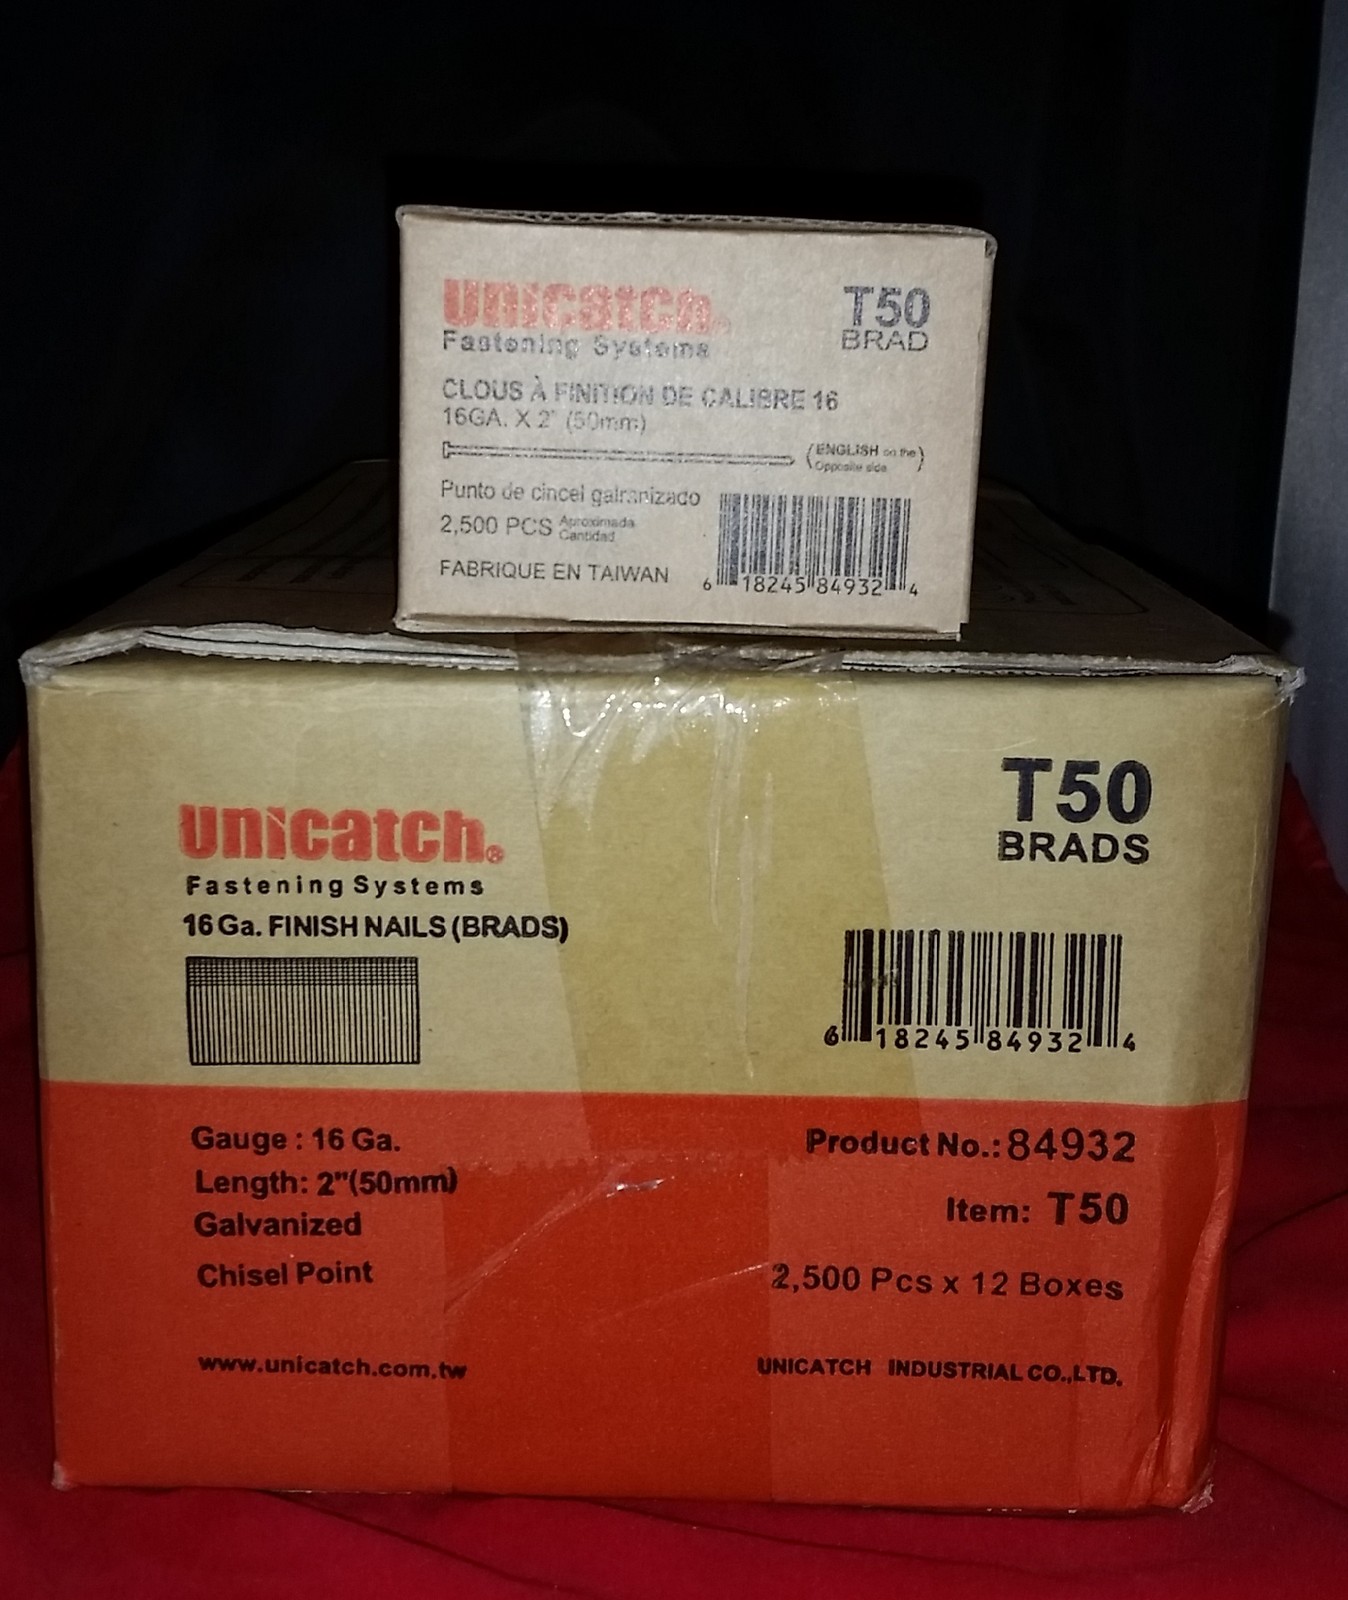 unicatch
Fastening Systems
T50
BRAD
CLOUS À FINITION DE CALIBRE 16
16GA. X 2" (50mm)
(ENGLISH on the
Opposite side)
Punto de cincel galranizado
2,500 PCS Aproximada
Cantidad
FABRIQUE EN TAIWAN
6 18245 84932 4
unicatch®
Fastening Systems
16 Ga. FINISH NAILS (BRADS)
T50
BRADS
6 18245 84932 4
Gauge : 16 Ga.
Length: 2"(50mm)
Galvanized
Chisel Point
www.unicatch.com.tw
Product No.: 84932
Item: T50
2,500 Pcs x 12 Boxes
UNICATCH INDUSTRIAL CO.,LTD.